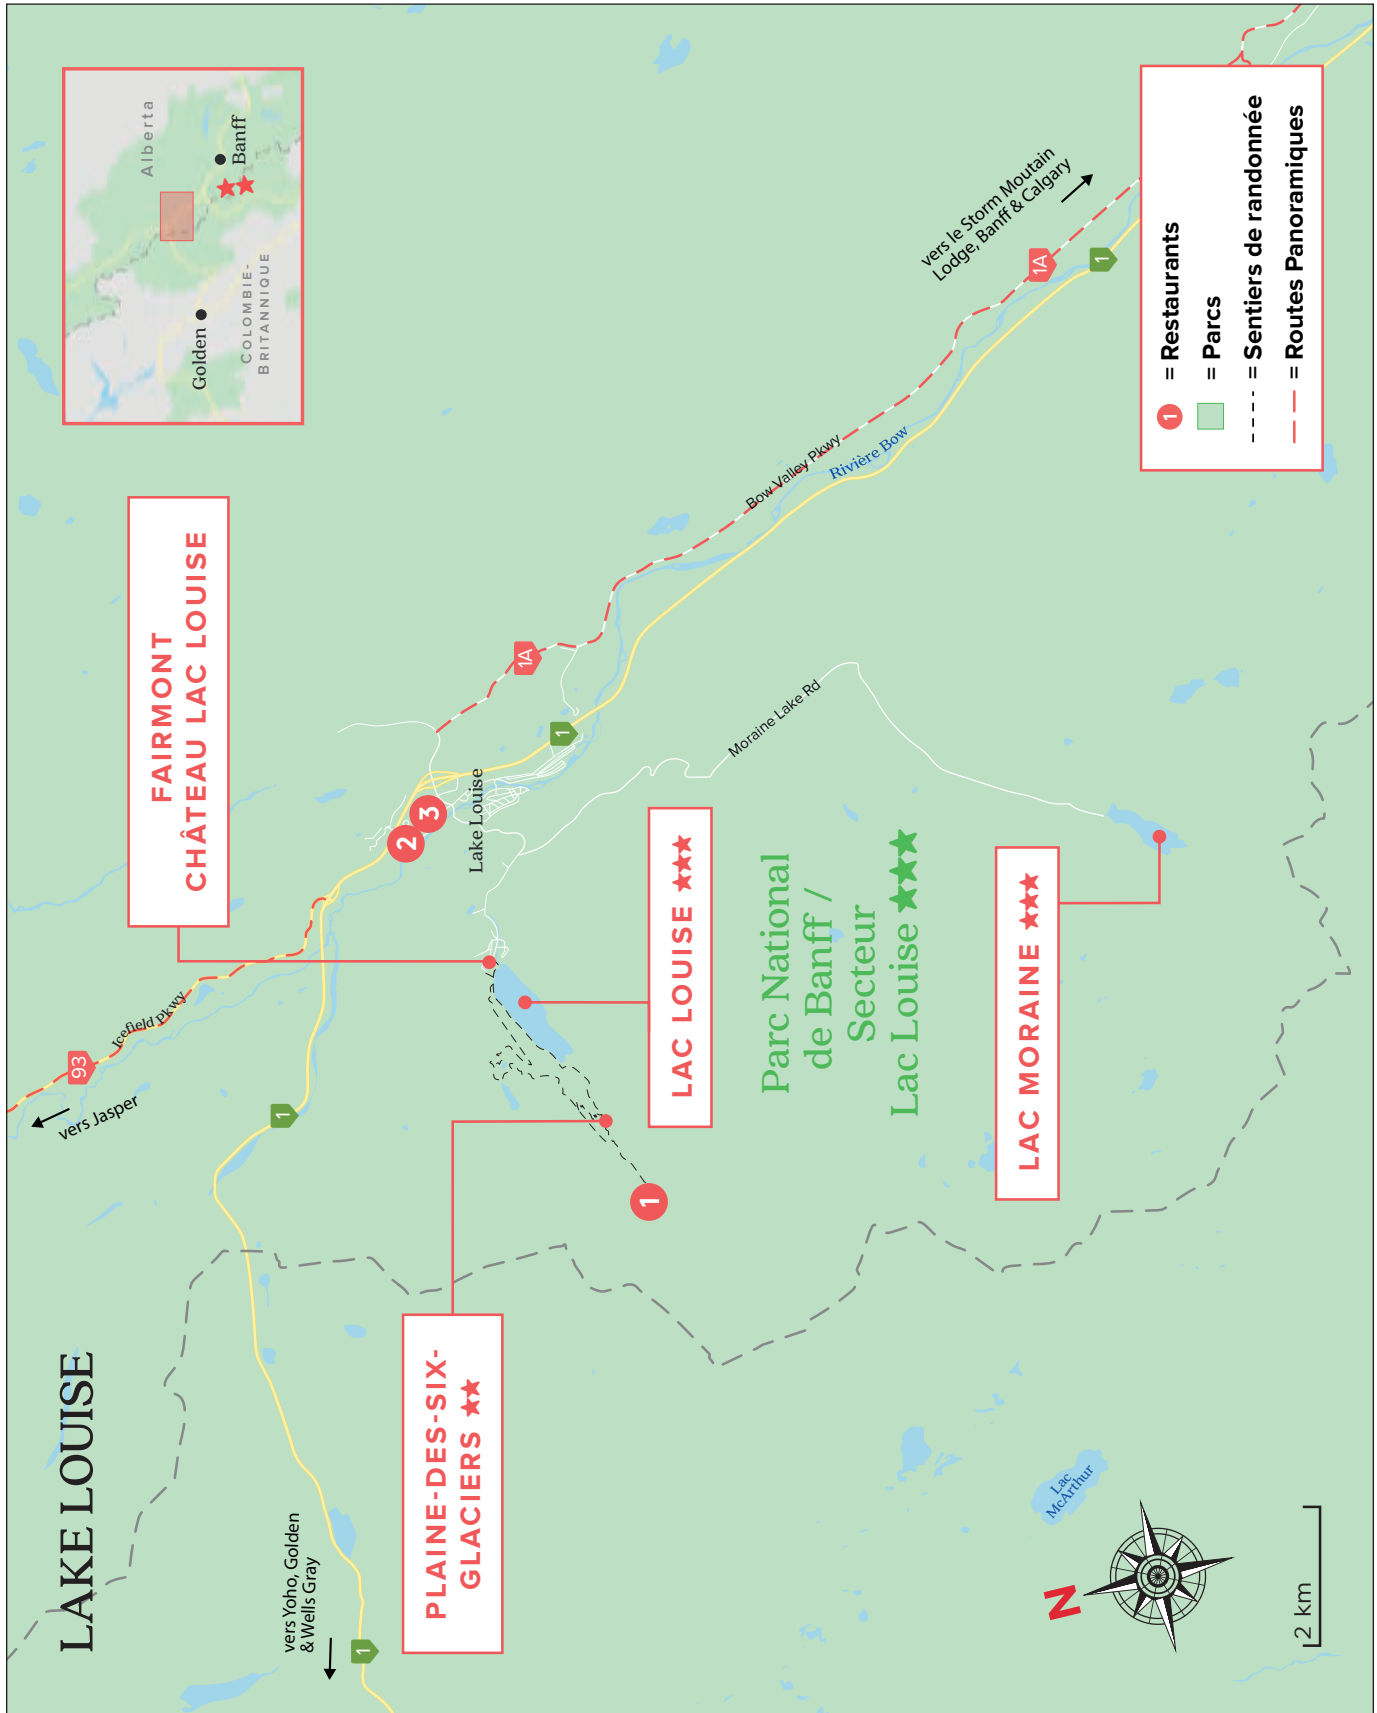 LAKE LOUISE
vers Yoho, Golden
& Wells Gray
1
vers Jasper
93
Icefield Pkwy
1
FAIRMONT
CHÂTEAU LAC LOUISE
Alberta
Banff
Golden
COLOMBIE-
BRITANNIQUE
PLAINE-DES-SIX-
GLACIERS ★★
2
3
Lake Louise
1
1A
1
LAC LOUISE ★★★
Moraine Lake Rd
Bow Valley Pkwy
Rivière Bow
Parc National
de Banff /
Secteur
Lac Louise ★★★
vers le Storm Moutain
Lodge, Banff & Calgary
1A
1
LAC MORAINE ★★★
Lac
McArthur
N
2 km
1 = Restaurants
= Parcs
= Sentiers de randonnée
= Routes Panoramiques